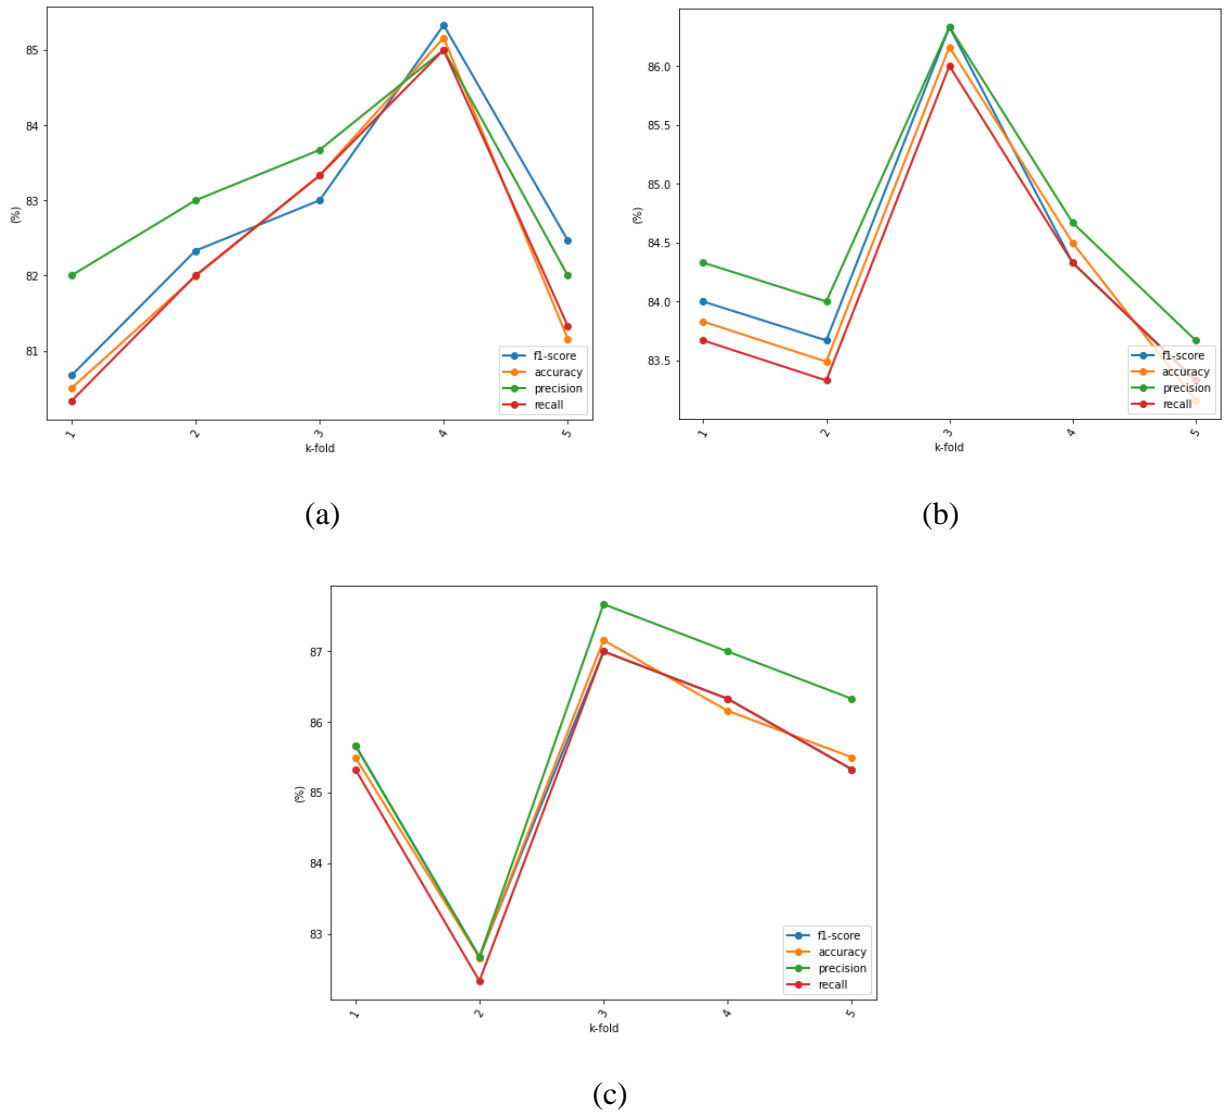 85
84
83
82
81
(%)
1
2
3
4
5
k-fold
f1-score
accuracy
precision
recall
(a)
86.0
85.5
85.0
84.5
84.0
83.5
(%)
1
2
3
4
5
k-fold
f1-score
accuracy
precision
recall
(b)
87
86
85
84
83
(%)
1
2
3
4
5
k-fold
f1-score
accuracy
precision
recall
(c)